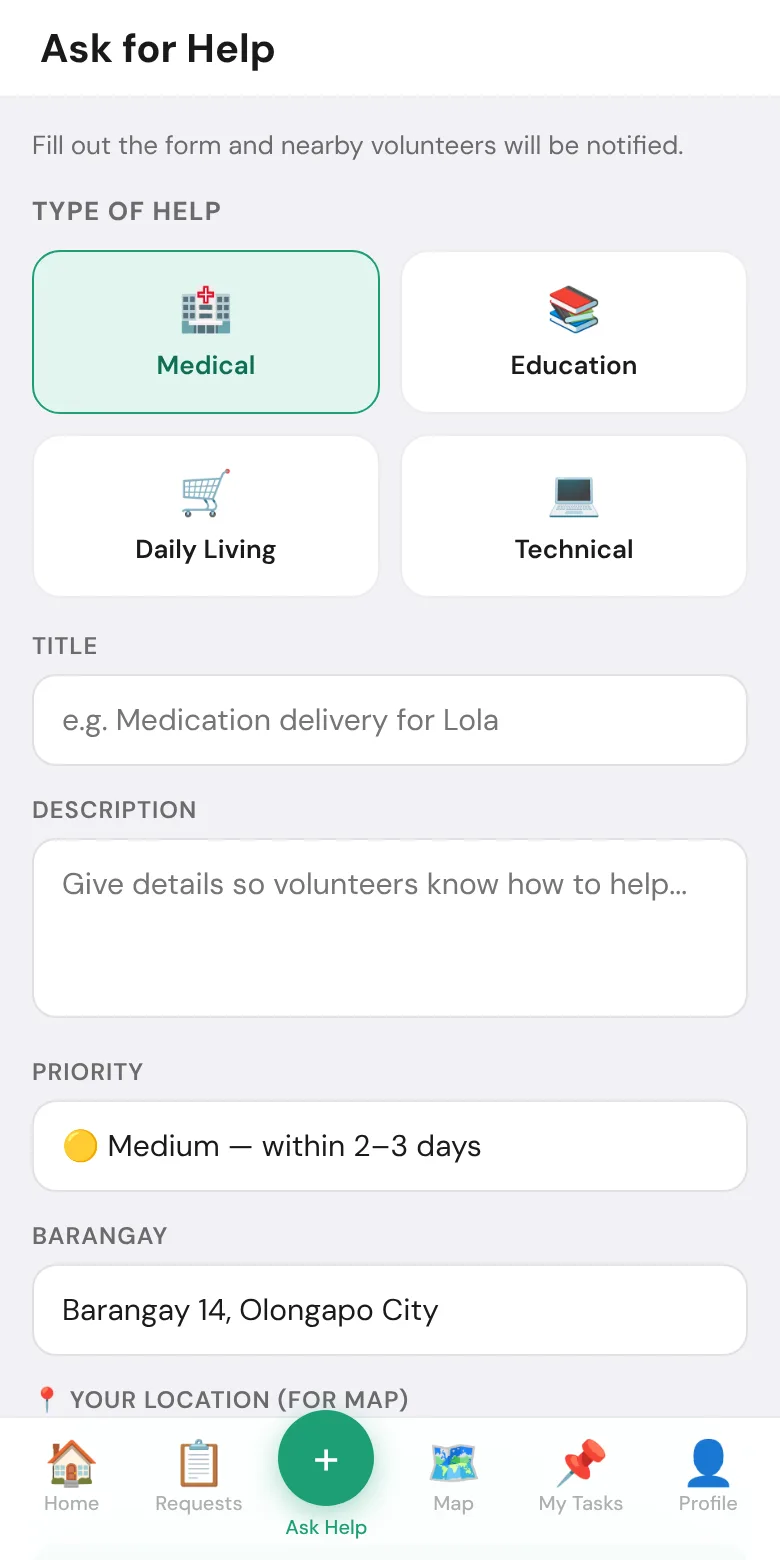 Ask for Help
Fill out the form and nearby volunteers will be notified.
TYPE OF HELP
Medical
Education
Daily Living
Technical
TITLE
e.g. Medication delivery for Lola
DESCRIPTION
Give details so volunteers know how to help...
PRIORITY
🟡 Medium — within 2–3 days
BARANGAY
Barangay 14, Olongapo City
📍 YOUR LOCATION (FOR MAP)
+
Home
Requests
Ask Help
Map
My Tasks
Profile